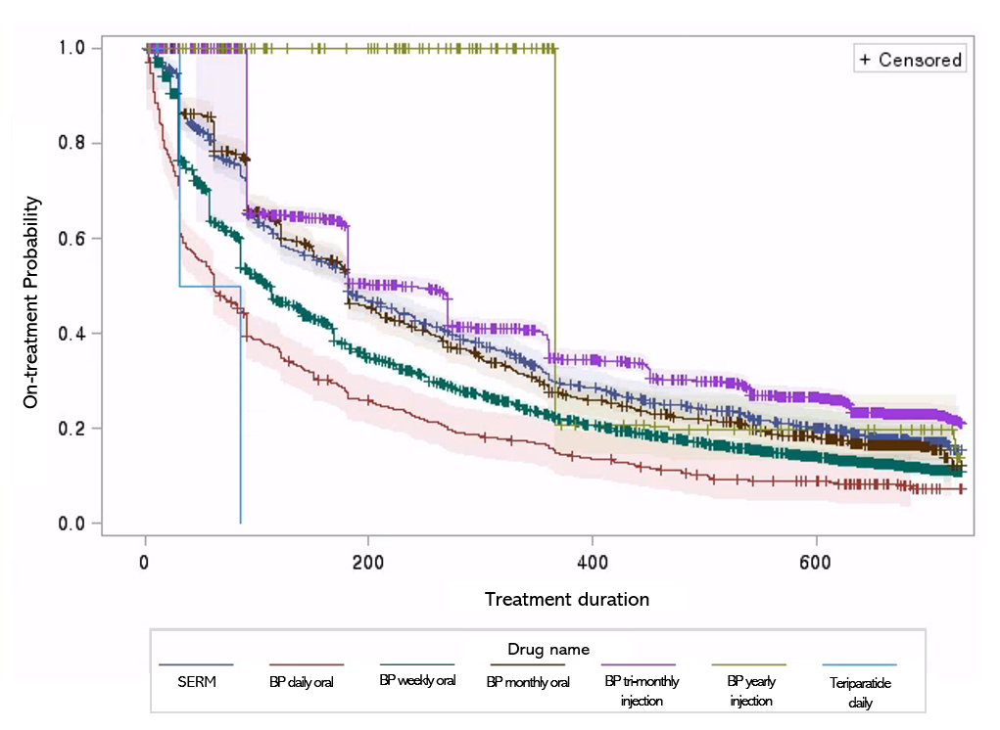 1.0
0.8
0.6
0.4
0.2
0.0
On-treatment Probability
+ Censored
0 200 400 600
Treatment duration
Drug name
SERM BP daily oral BP weekly oral BP monthly oral BP tri-monthly injection BP yearly injection Teriparatide daily